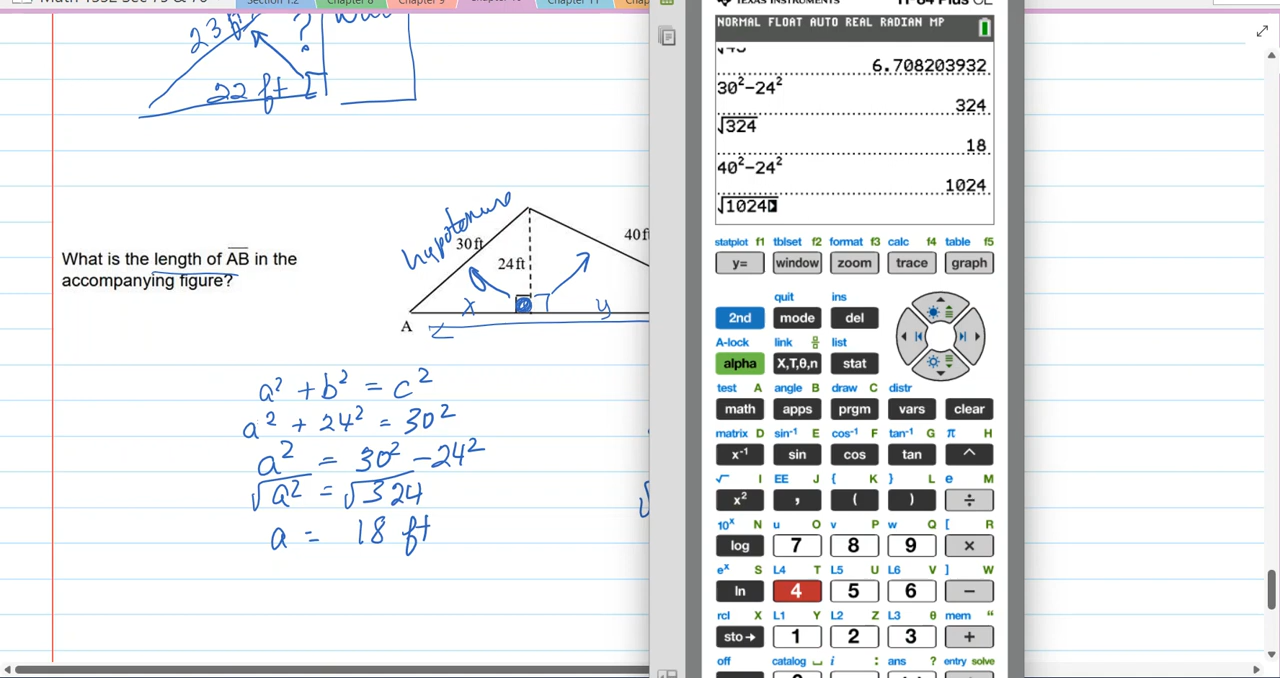 Section 1.2 Chapter 8 Chapter 9 Chapter 11
23 ft
?
22 ft
What is the length of AB in the
accompanying figure?
hypotenuse
30 ft
24 ft
40 ft
x
y
A
a² + b² = c²
a² + 24² = 30²
a² = 30² - 24²
√a² = √324
a = 18 ft
TEXAS INSTRUMENTS
NORMAL FLOAT AUTO REAL RADIAN MP
√45
6.708203932
30²-24²
324
√324
18
40²-24²
1024
√1024
statplot f1 tblset f2 format f3 calc f4 table f5
y= window zoom trace graph
quit ins
2nd mode del
A-lock link list
alpha X,T,θ,n stat
test A angle B draw C distr
math apps prgm vars clear
matrix D sin⁻¹ E cos⁻¹ F tan⁻¹ G π H
x⁻¹ sin cos tan ^
√ I EE J { K } L e M
x² , ( ) ÷
10ˣ N u O v P w Q [ R
log 7 8 9 ×
eˣ S L4 T L5 U L6 V ] W
ln 4 5 6 −
rcl X L1 Y L2 Z L3 θ mem "
sto→ 1 2 3 +
off catalog i : ans ? entry solve